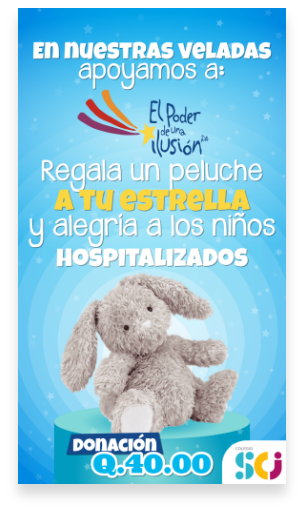 En nuestras veladas
apoyamos a:
El Poder
de una
ilusión
Regala un peluche
a tu estrella
y alegría a los niños
hospitalizados
Donación
Q.40.00
COLEGIO
SCJ